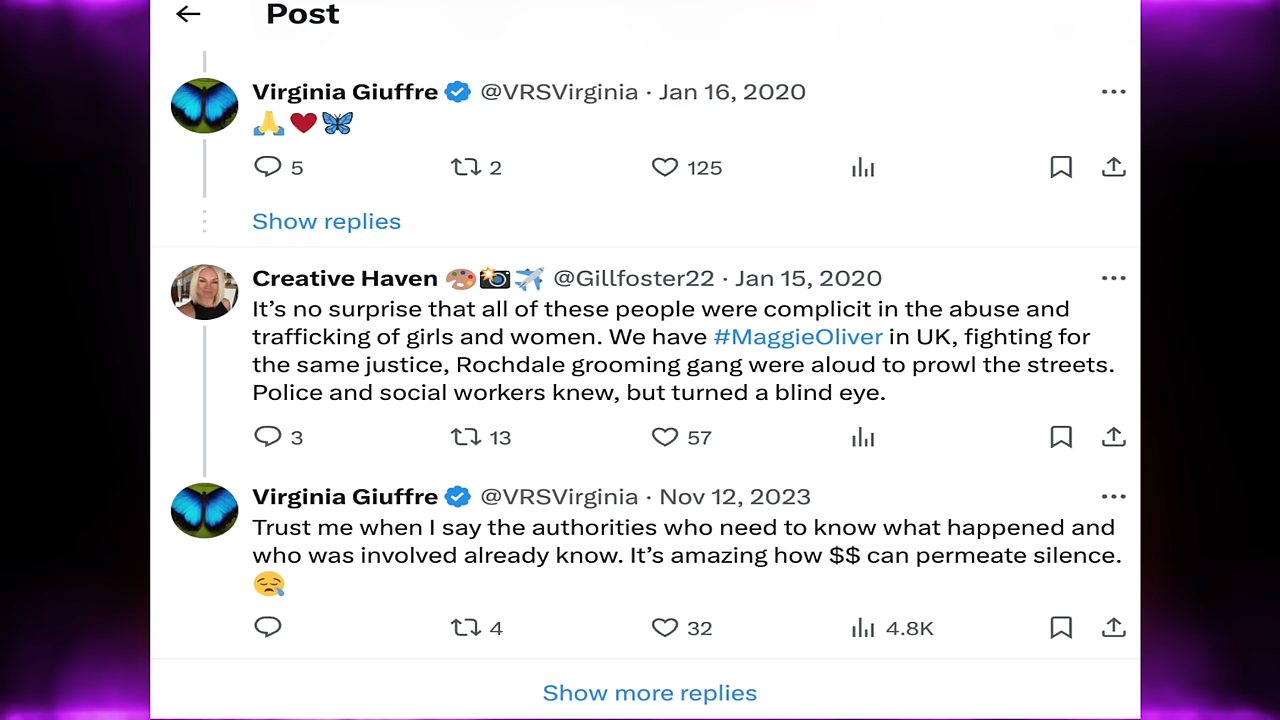 Post
Virginia Giuffre @VRSVirginia · Jan 16, 2020
🙏❤️🦋
5 2 125
Show replies
Creative Haven 🎨📸✈️ @Gillfoster22 · Jan 15, 2020
It’s no surprise that all of these people were complicit in the abuse and
trafficking of girls and women. We have #MaggieOliver in UK, fighting for
the same justice, Rochdale grooming gang were aloud to prowl the streets.
Police and social workers knew, but turned a blind eye.
3 13 57
Virginia Giuffre @VRSVirginia · Nov 12, 2023
Trust me when I say the authorities who need to know what happened and
who was involved already know. It’s amazing how $$ can permeate silence.
😪
4 32 4.8K
Show more replies